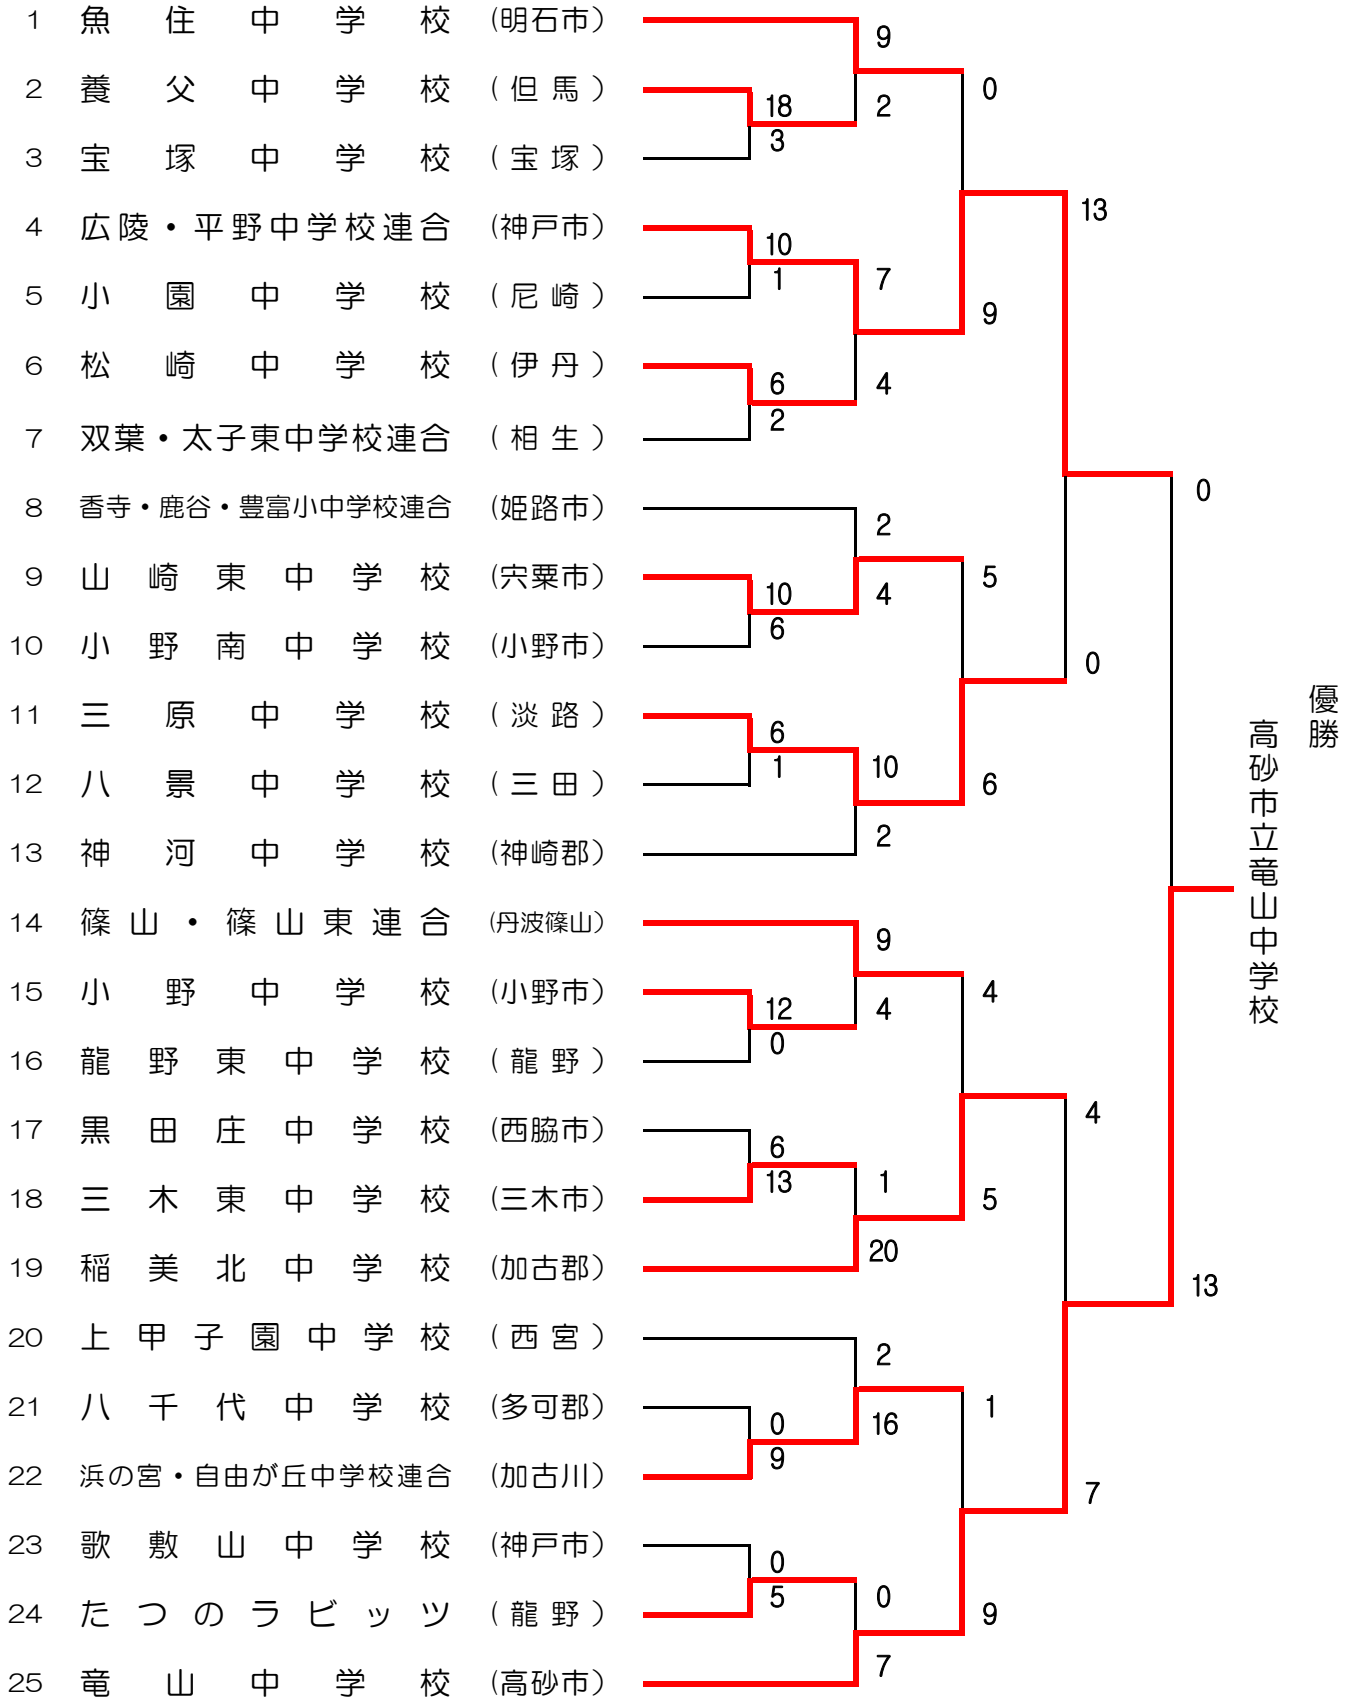 1 魚住中学校 (明石市)
2 養父中学校 (但馬)
3 宝塚中学校 (宝塚)
4 広陵・平野中学校連合 (神戸市)
5 小園中学校 (尼崎)
6 松崎中学校 (伊丹)
7 双葉・太子東中学校連合 (相生)
8 香寺・鹿谷・豊富小中学校連合 (姫路市)
9 山崎東中学校 (宍粟市)
10 小野南中学校 (小野市)
11 三原中学校 (淡路)
12 八景中学校 (三田)
13 神河中学校 (神崎郡)
14 篠山・篠山東連合 (丹波篠山)
15 小野中学校 (小野市)
16 龍野東中学校 (龍野)
17 黒田庄中学校 (西脇市)
18 三木東中学校 (三木市)
19 稲美北中学校 (加古郡)
20 上甲子園中学校 (西宮)
21 八千代中学校 (多可郡)
22 浜の宮・自由が丘中学校連合 (加古川)
23 歌敷山中学校 (神戸市)
24 たつのラビッツ (龍野)
25 竜山中学校 (高砂市)
18
3
10
1
6
2
10
6
6
1
12
0
6
13
0
9
0
5
9
2
7
4
2
4
10
2
9
4
1
20
2
16
0
7
0
9
5
6
4
5
1
9
13
0
4
7
0
13
優勝
高砂市立竜山中学校